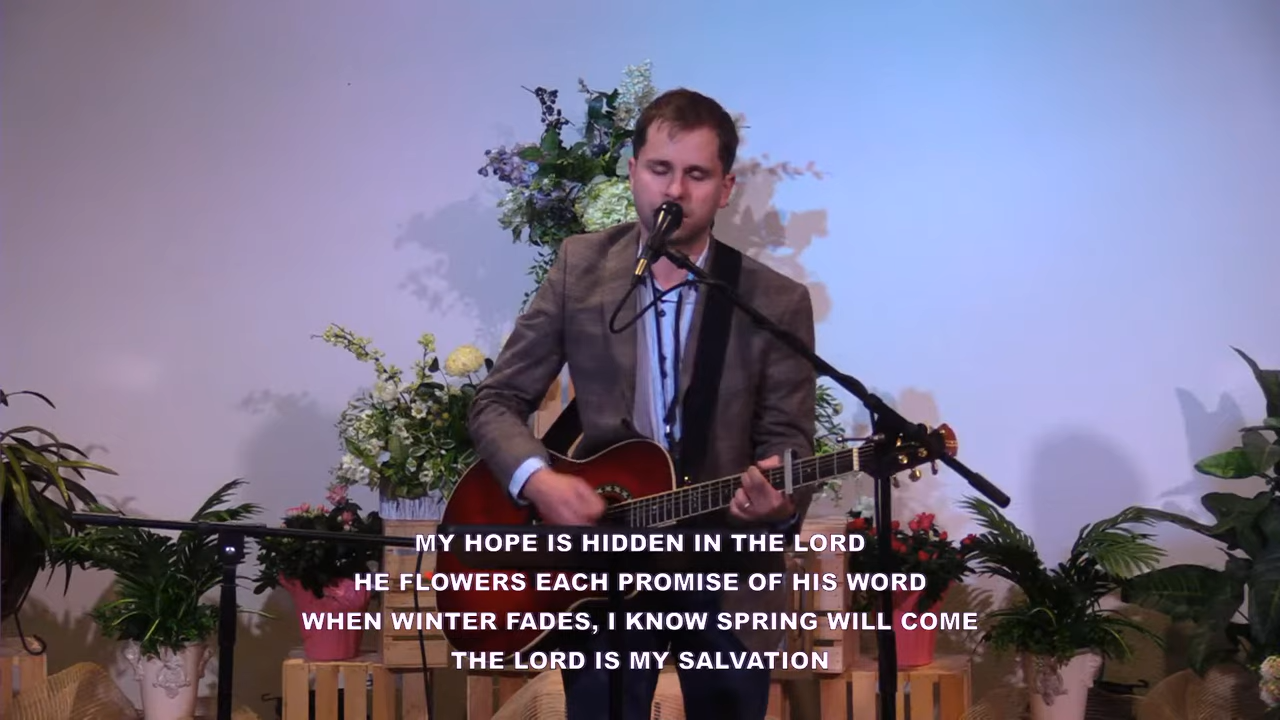 MY HOPE IS HIDDEN IN THE LORD
HE FLOWERS EACH PROMISE OF HIS WORD
WHEN WINTER FADES, I KNOW SPRING WILL COME
THE LORD IS MY SALVATION